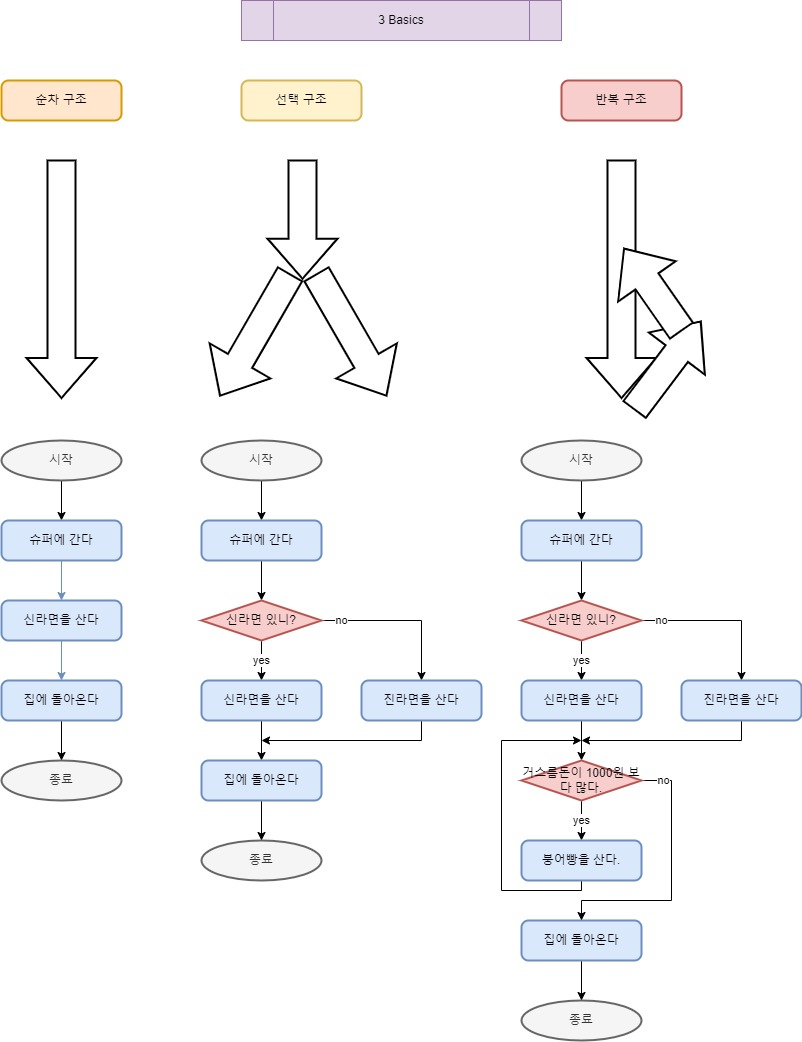 3 Basics
순차 구조
선택 구조
반복 구조
시작
슈퍼에 간다
신라면을 산다
집에 돌아온다
종료
시작
슈퍼에 간다
신라면 있니?
no
yes
신라면을 산다
진라면을 산다
집에 돌아온다
종료
시작
슈퍼에 간다
신라면 있니?
no
yes
신라면을 산다
진라면을 산다
거스름돈이 1000원 보
다 많다.
no
yes
붕어빵을 산다.
집에 돌아온다
종료